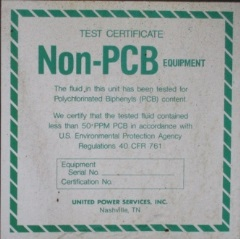 TEST CERTIFICATE
Non-PCB EQUIPMENT
The fluid in this unit has been tested for
Polychlorinated Biphenyls (PCB) content.
We certify that the tested fluid contained
less than 50 PPM PCB in accordance with
U.S. Environmental Protection Agency
Regulations 40 CFR 761.
Equipment
Serial No.
Certification No.
UNITED POWER SERVICES, INC.
Nashville, TN